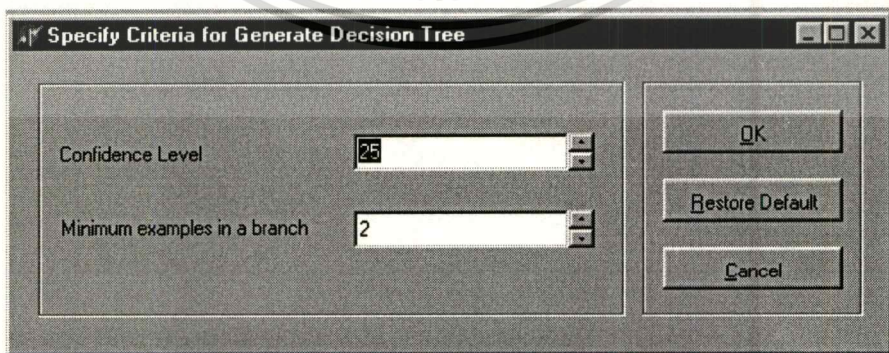 Specify Criteria for Generate Decision Tree
Confidence Level
25
Minimum examples in a branch
2
OK
Restore Default
Cancel